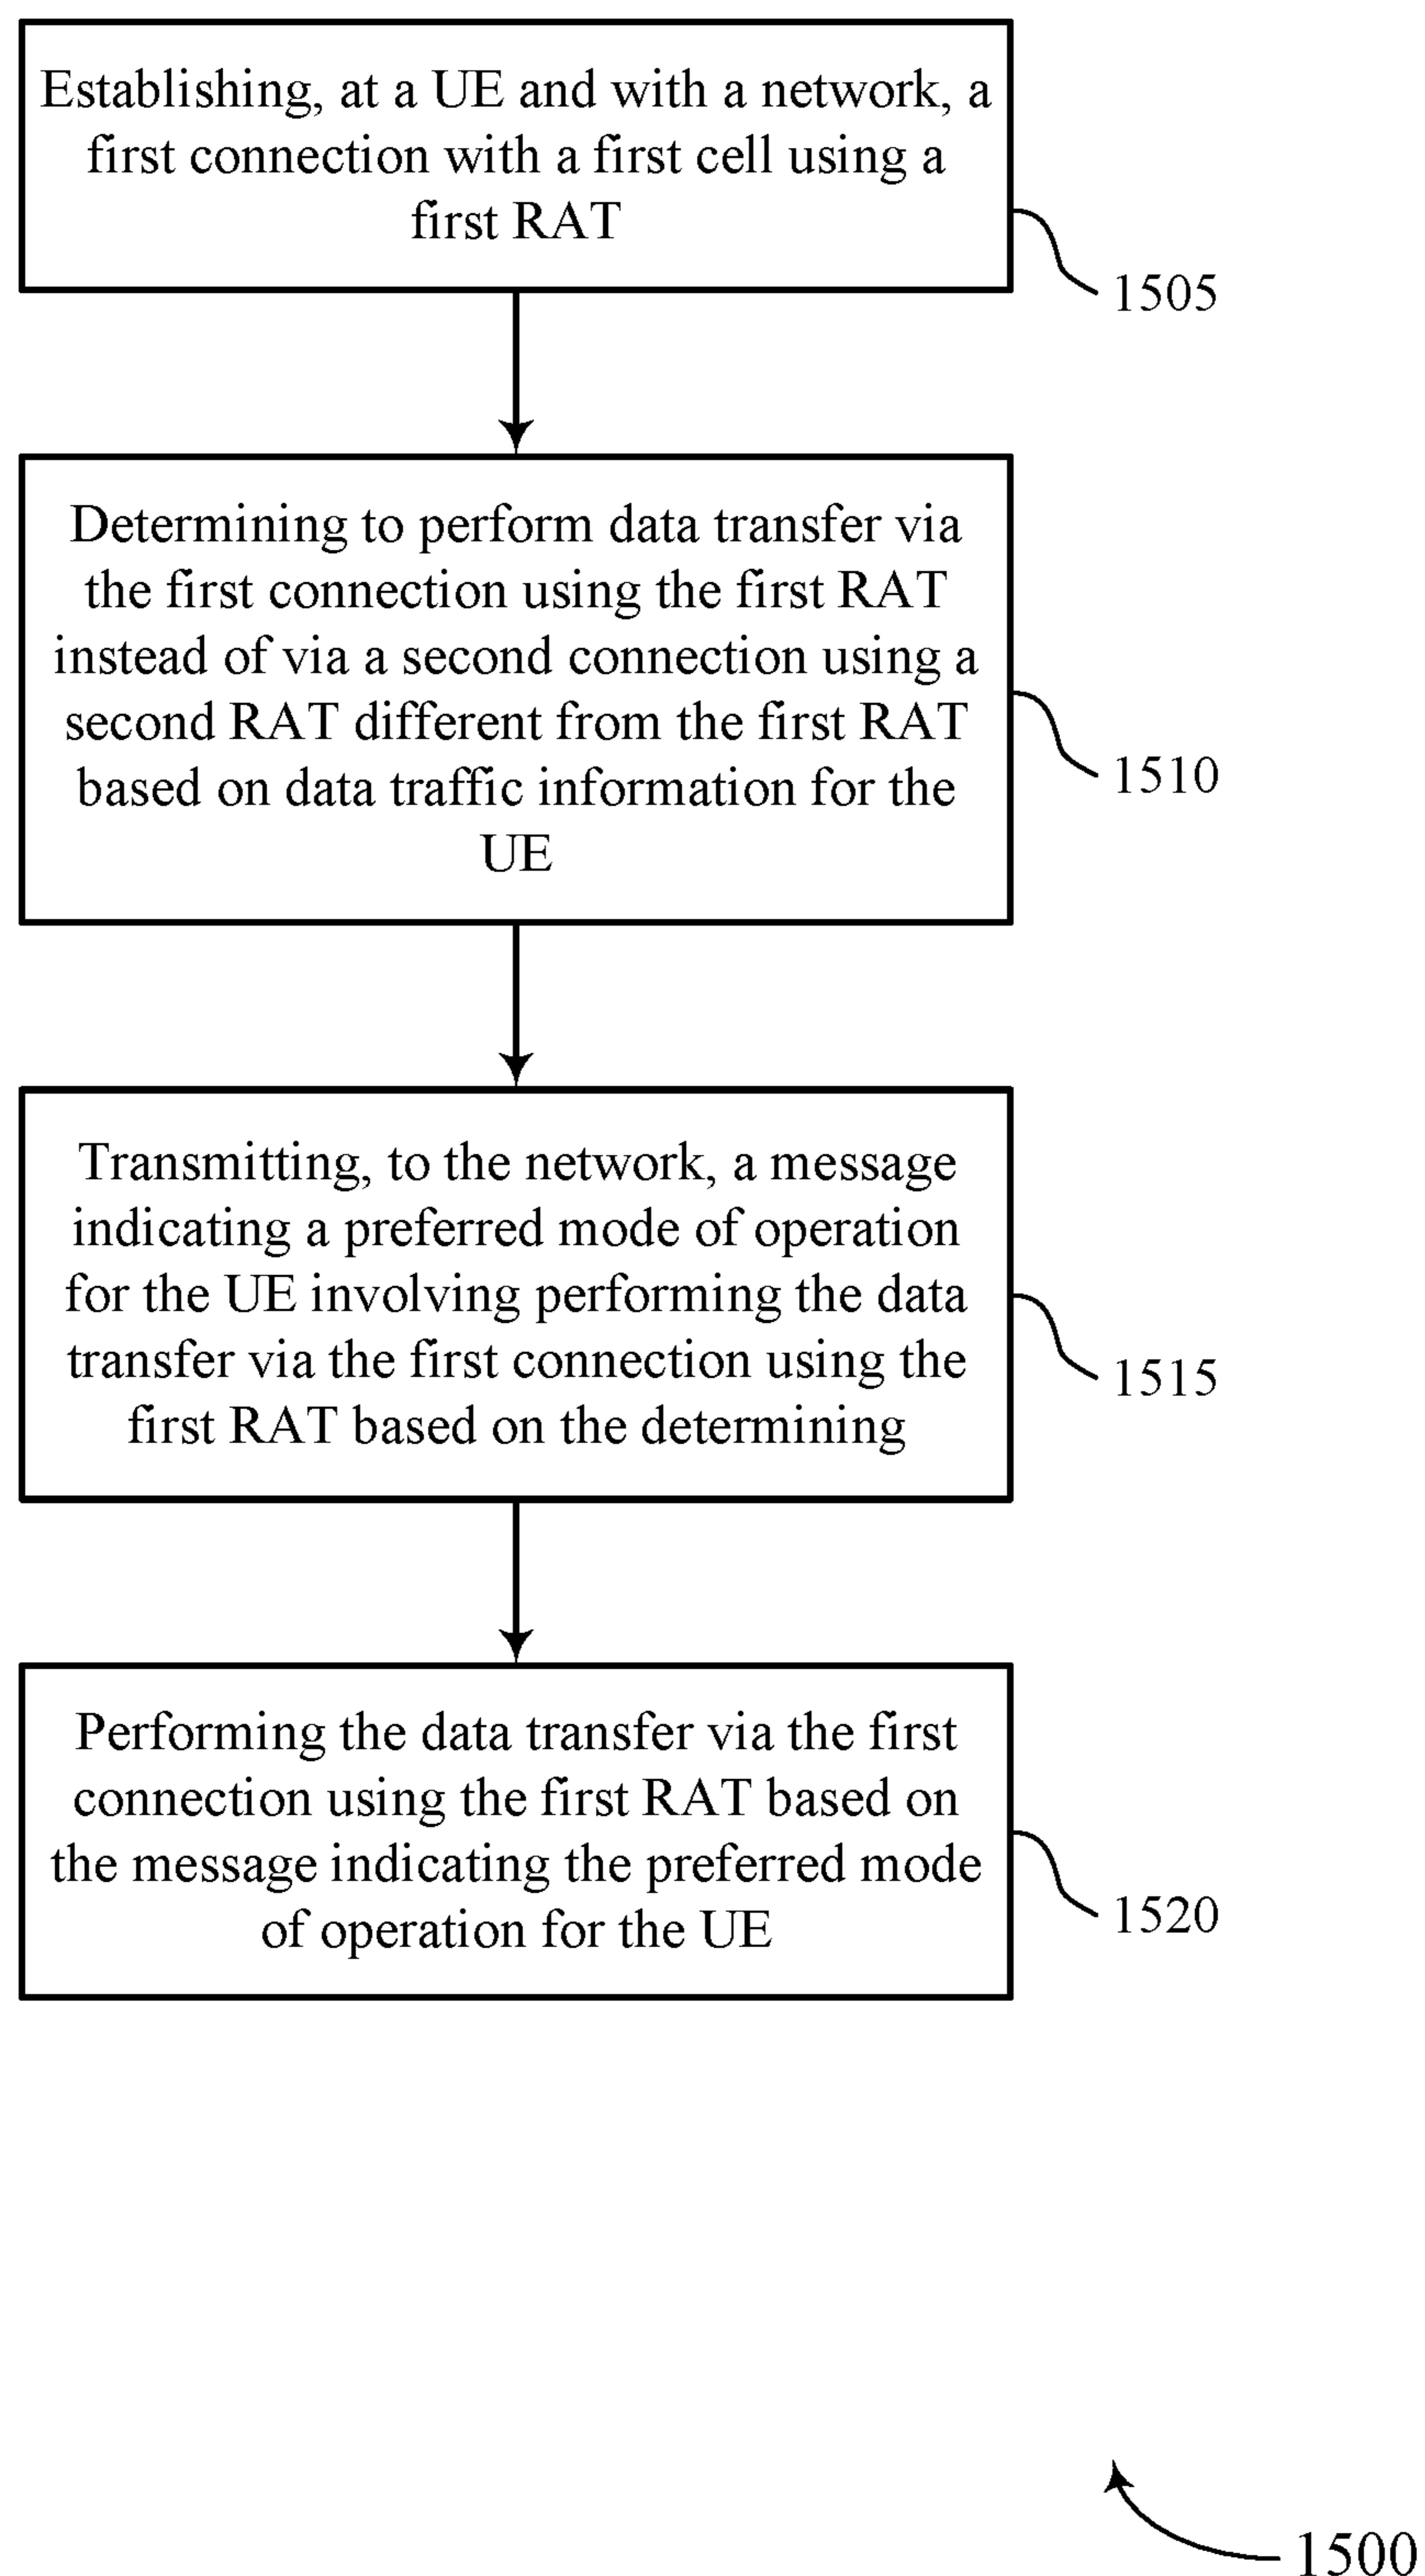 Establishing, at a UE and with a network, a
first connection with a first cell using a
first RAT
1505
Determining to perform data transfer via
the first connection using the first RAT
instead of via a second connection using a
second RAT different from the first RAT
based on data traffic information for the
UE
1510
Transmitting, to the network, a message
indicating a preferred mode of operation
for the UE involving performing the data
transfer via the first connection using the
first RAT based on the determining
1515
Performing the data transfer via the first
connection using the first RAT based on
the message indicating the preferred mode
of operation for the UE
1520
1500